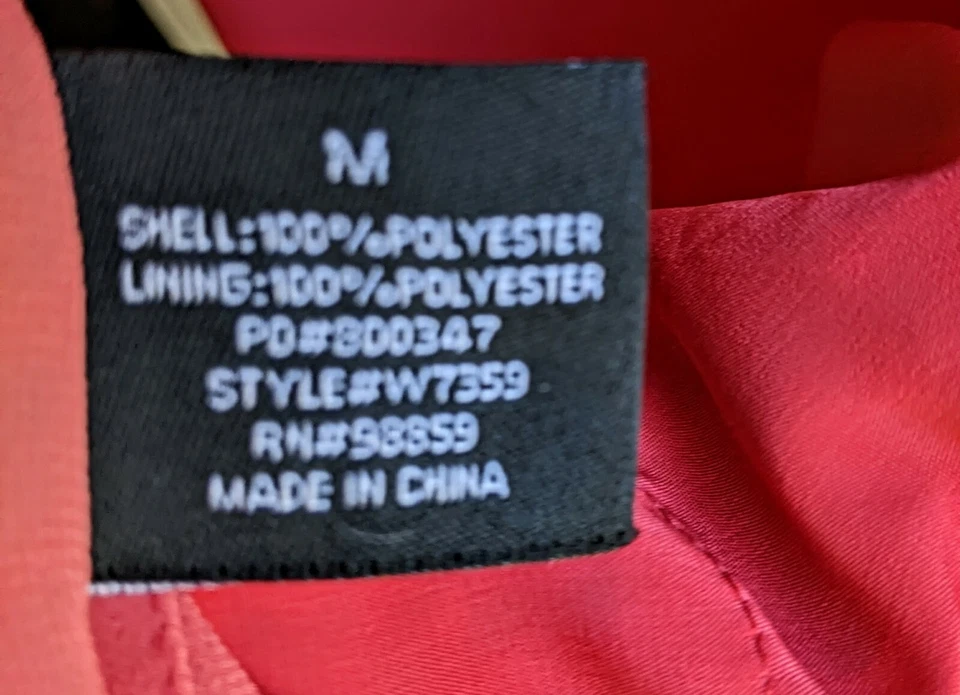 M
SHELL:100%POLYESTER
LINING:100%POLYESTER
PO#800347
STYLE#W7359
RN#98859
MADE IN CHINA